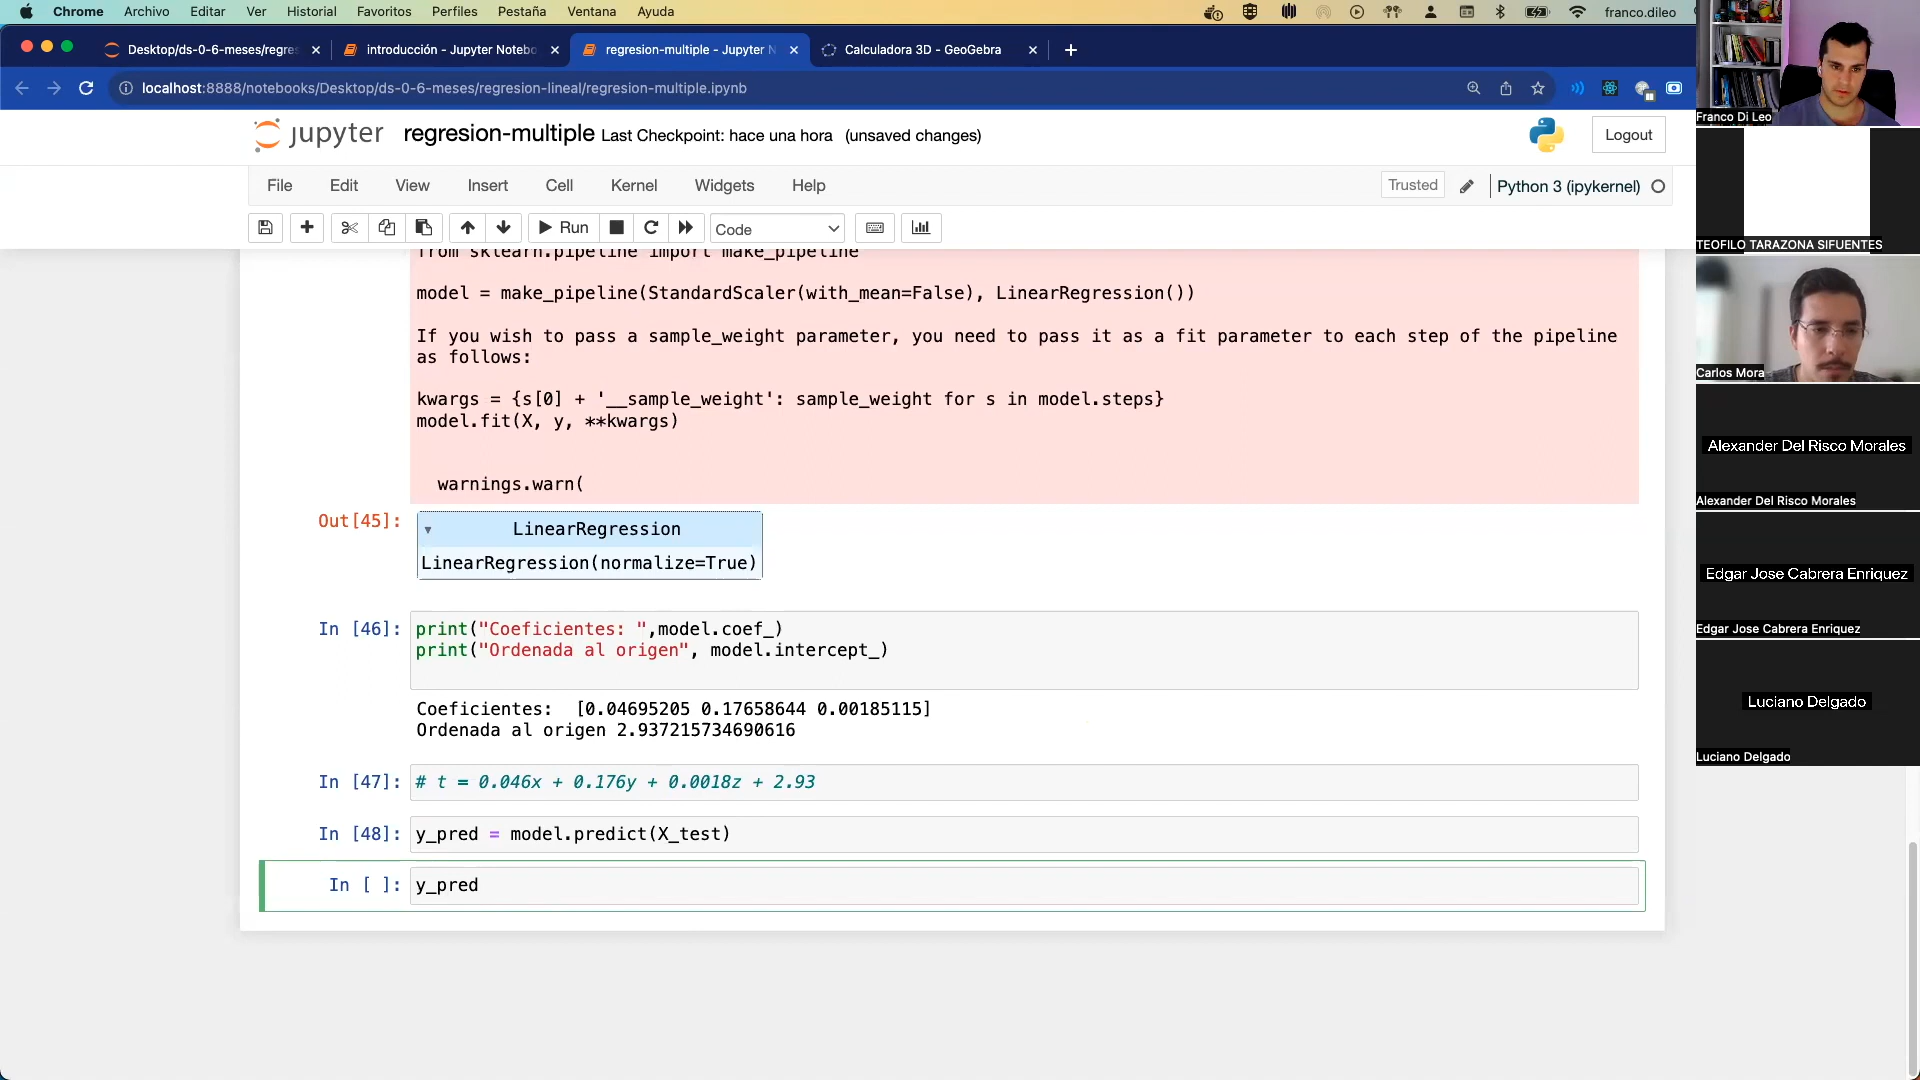 Chrome Archivo Editar Ver Historial Favoritos Perfiles Pestaña Ventana Ayuda franco.dileo
Desktop/ds-0-6-meses/regres
introducción - Jupyter Notebo
regresion-multiple - Jupyter N
Calculadora 3D - GeoGebra
localhost:8888/notebooks/Desktop/ds-0-6-meses/regresion-lineal/regresion-multiple.ipynb
jupyter regresion-multiple Last Checkpoint: hace una hora (unsaved changes) Logout
File Edit View Insert Cell Kernel Widgets Help Trusted Python 3 (ipykernel)
Run Code
from sklearn.pipeline import make_pipeline
model = make_pipeline(StandardScaler(with_mean=False), LinearRegression())
If you wish to pass a sample_weight parameter, you need to pass it as a fit parameter to each step of the pipeline
as follows:
kwargs = {s[0] + '__sample_weight': sample_weight for s in model.steps}
model.fit(X, y, **kwargs)
warnings.warn(
Out[45]:
LinearRegression
LinearRegression(normalize=True)
In [46]: print("Coeficientes: ",model.coef_)
print("Ordenada al origen", model.intercept_)
Coeficientes: [0.04695205 0.17658644 0.00185115]
Ordenada al origen 2.937215734690616
In [47]: # t = 0.046x + 0.176y + 0.0018z + 2.93
In [48]: y_pred = model.predict(X_test)
In [ ]: y_pred
Franco Di Leo
TEOFILO TARAZONA SIFUENTES
Carlos Mora
Alexander Del Risco Morales
Alexander Del Risco Morales
Edgar Jose Cabrera Enriquez
Edgar Jose Cabrera Enriquez
Luciano Delgado
Luciano Delgado